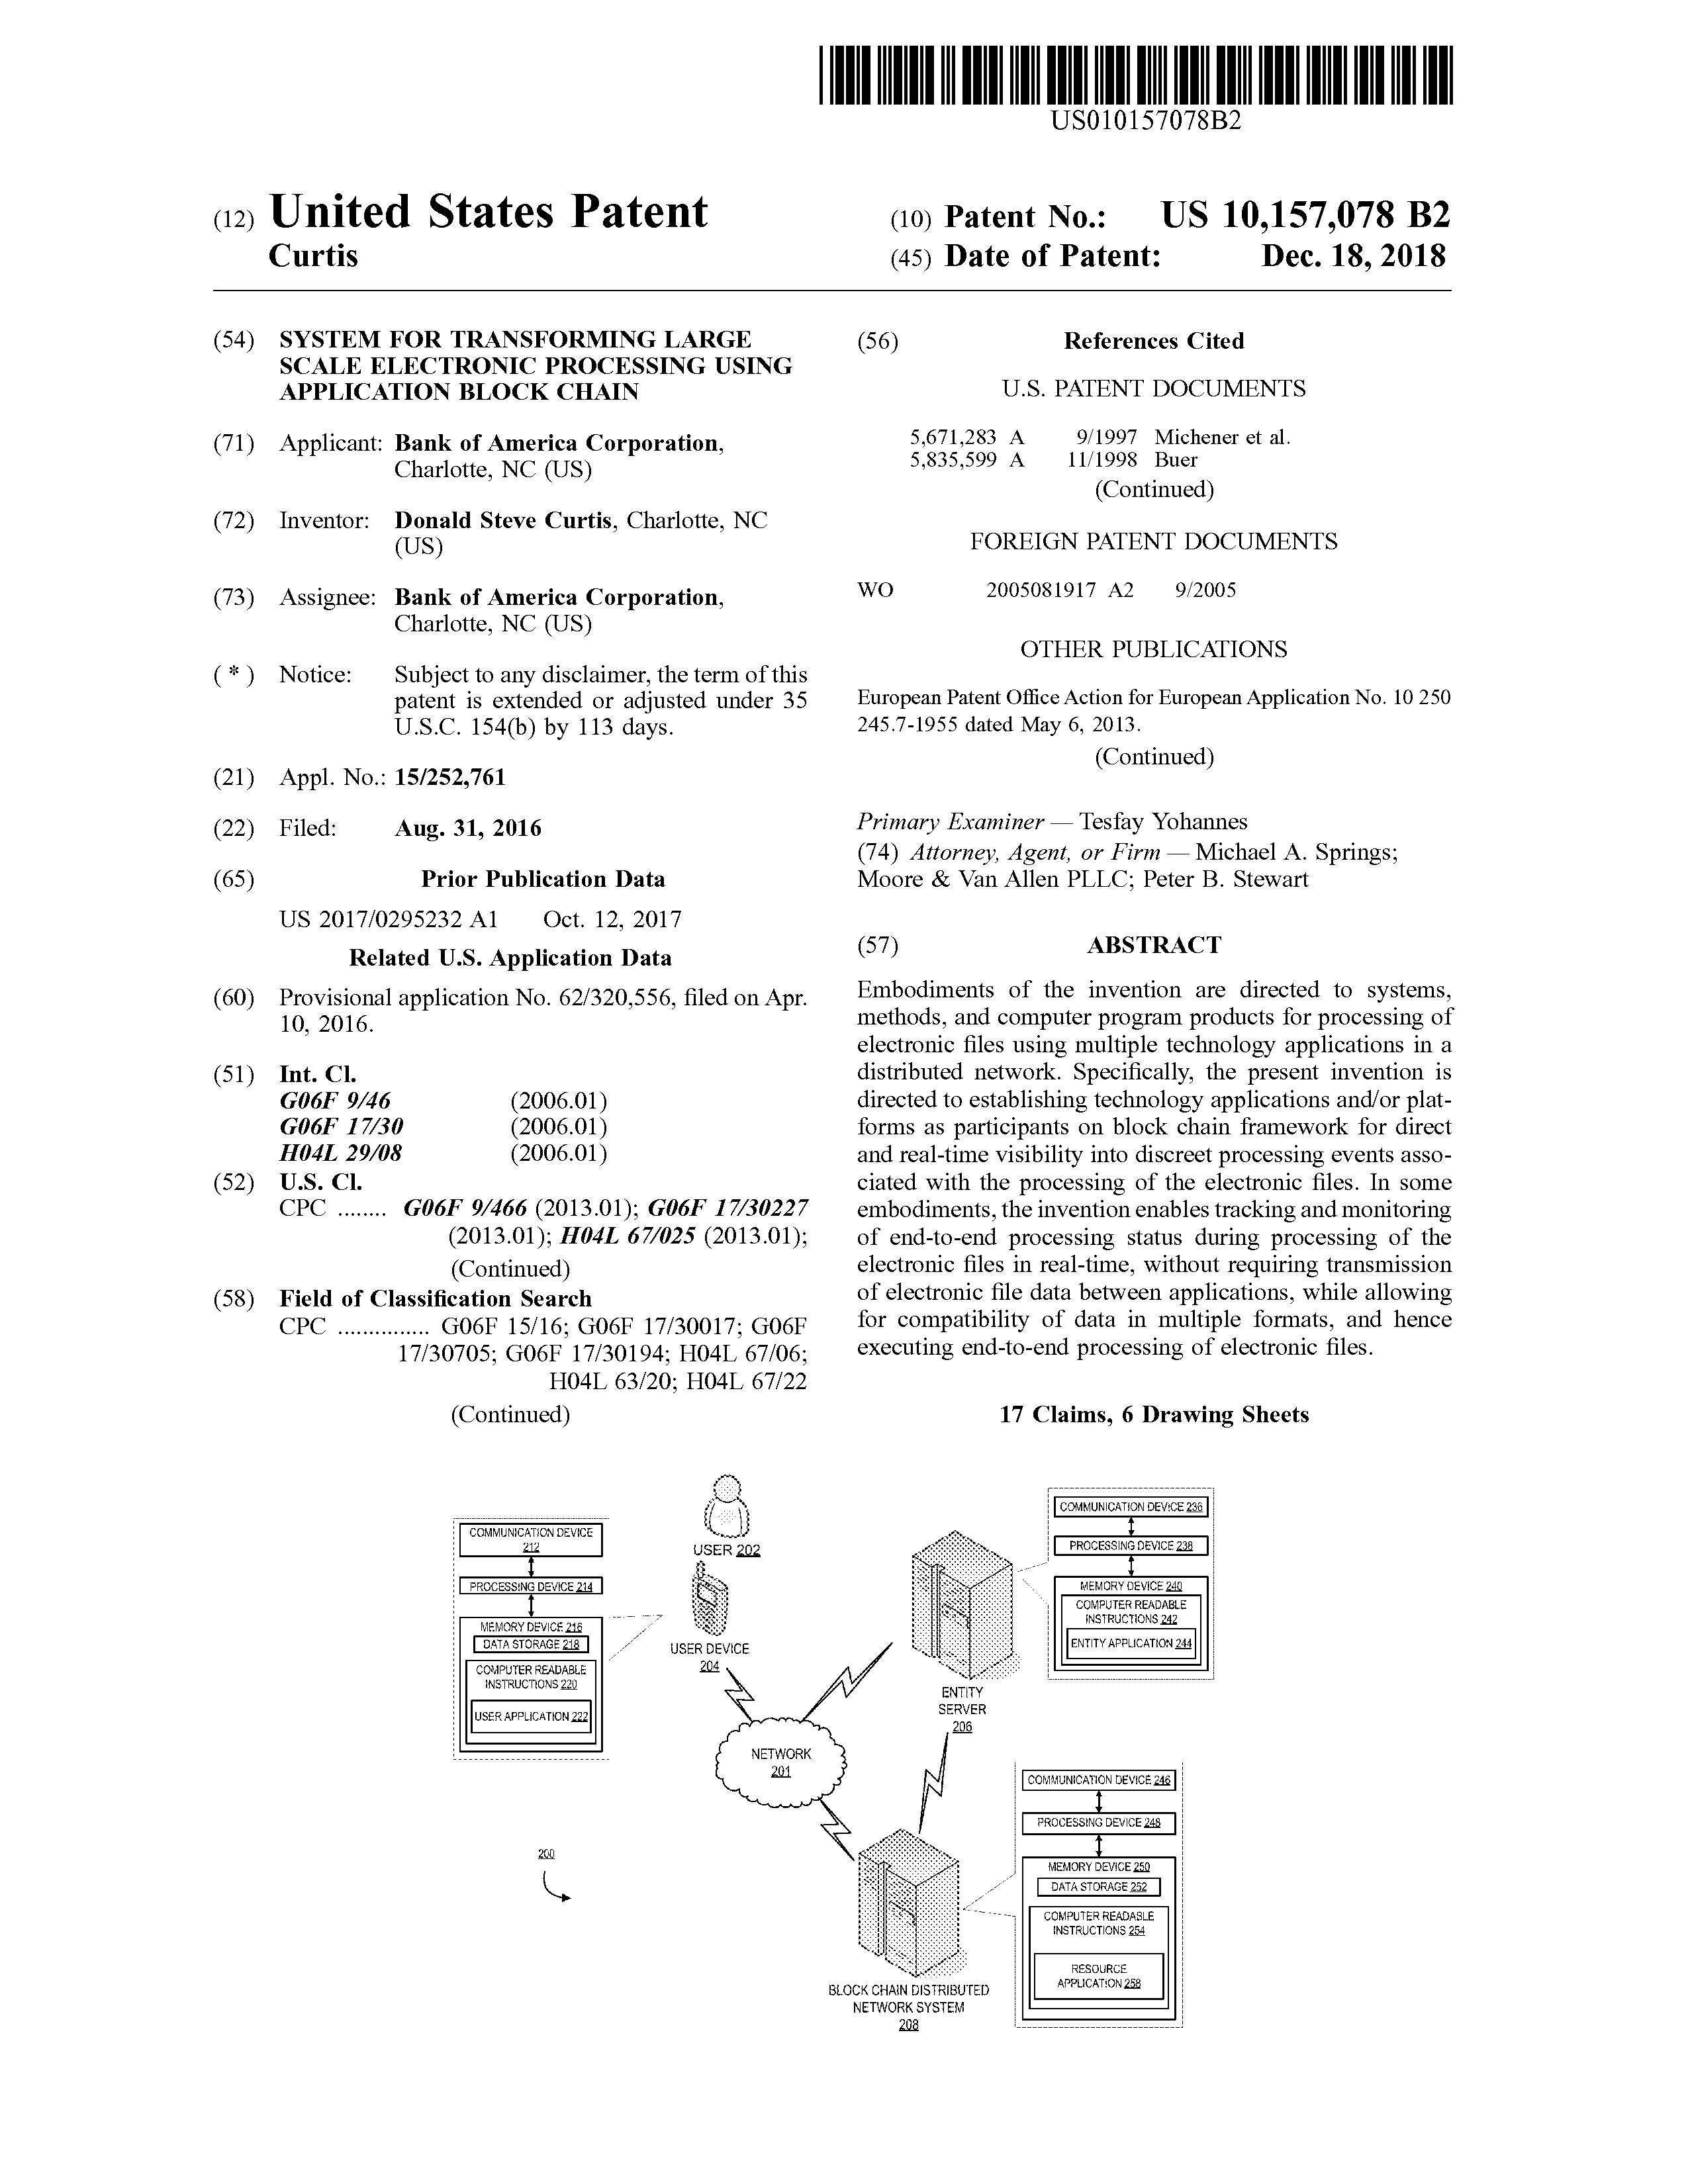 US010157078B2
(12) United States Patent
Curtis
(10) Patent No.: US 10,157,078 B2
(45) Date of Patent: Dec. 18, 2018
(54) SYSTEM FOR TRANSFORMING LARGE
SCALE ELECTRONIC PROCESSING USING
APPLICATION BLOCK CHAIN
(71) Applicant: Bank of America Corporation,
Charlotte, NC (US)
(72) Inventor: Donald Steve Curtis, Charlotte, NC
(US)
(73) Assignee: Bank of America Corporation,
Charlotte, NC (US)
( * ) Notice: Subject to any disclaimer, the term of this
patent is extended or adjusted under 35
U.S.C. 154(b) by 113 days.
(21) Appl. No.: 15/252,761
(22) Filed: Aug. 31, 2016
(65) Prior Publication Data
US 2017/0295232 A1 Oct. 12, 2017
Related U.S. Application Data
(60) Provisional application No. 62/320,556, filed on Apr.
10, 2016.
(51) Int. Cl.
G06F 9/46 (2006.01)
G06F 17/30 (2006.01)
H04L 29/08 (2006.01)
(52) U.S. Cl.
CPC ........ G06F 9/466 (2013.01); G06F 17/30227
(2013.01); H04L 67/025 (2013.01);
(Continued)
(58) Field of Classification Search
CPC ............... G06F 15/16; G06F 17/30017; G06F
17/30705; G06F 17/30194; H04L 67/06;
H04L 63/20; H04L 67/22
(Continued)
(56) References Cited
U.S. PATENT DOCUMENTS
5,671,283 A 9/1997 Michener et al.
5,835,599 A 11/1998 Buer
(Continued)
FOREIGN PATENT DOCUMENTS
WO 2005081917 A2 9/2005
OTHER PUBLICATIONS
European Patent Office Action for European Application No. 10 250
245.7-1955 dated May 6, 2013.
(Continued)
Primary Examiner — Tesfay Yohannes
(74) Attorney, Agent, or Firm — Michael A. Springs;
Moore & Van Allen PLLC; Peter B. Stewart
(57) ABSTRACT
Embodiments of the invention are directed to systems,
methods, and computer program products for processing of
electronic files using multiple technology applications in a
distributed network. Specifically, the present invention is
directed to establishing technology applications and/or plat-
forms as participants on block chain framework for direct
and real-time visibility into discreet processing events asso-
ciated with the processing of the electronic files. In some
embodiments, the invention enables tracking and monitoring
of end-to-end processing status during processing of the
electronic files in real-time, without requiring transmission
of electronic file data between applications, while allowing
for compatibility of data in multiple formats, and hence
executing end-to-end processing of electronic files.
17 Claims, 6 Drawing Sheets
COMMUNICATION DEVICE
212
PROCESSING DEVICE 214
MEMORY DEVICE 216
DATA STORAGE 218
COMPUTER READABLE
INSTRUCTIONS 220
USER APPLICATION 222
USER 202
USER DEVICE
204
NETWORK
201
ENTITY
SERVER
206
COMMUNICATION DEVICE 236
PROCESSING DEVICE 238
MEMORY DEVICE 240
COMPUTER READABLE
INSTRUCTIONS 242
ENTITY APPLICATION 244
200
BLOCK CHAIN DISTRIBUTED
NETWORK SYSTEM
208
COMMUNICATION DEVICE 246
PROCESSING DEVICE 248
MEMORY DEVICE 250
DATA STORAGE 252
COMPUTER READABLE
INSTRUCTIONS 254
RESOURCE
APPLICATION 258